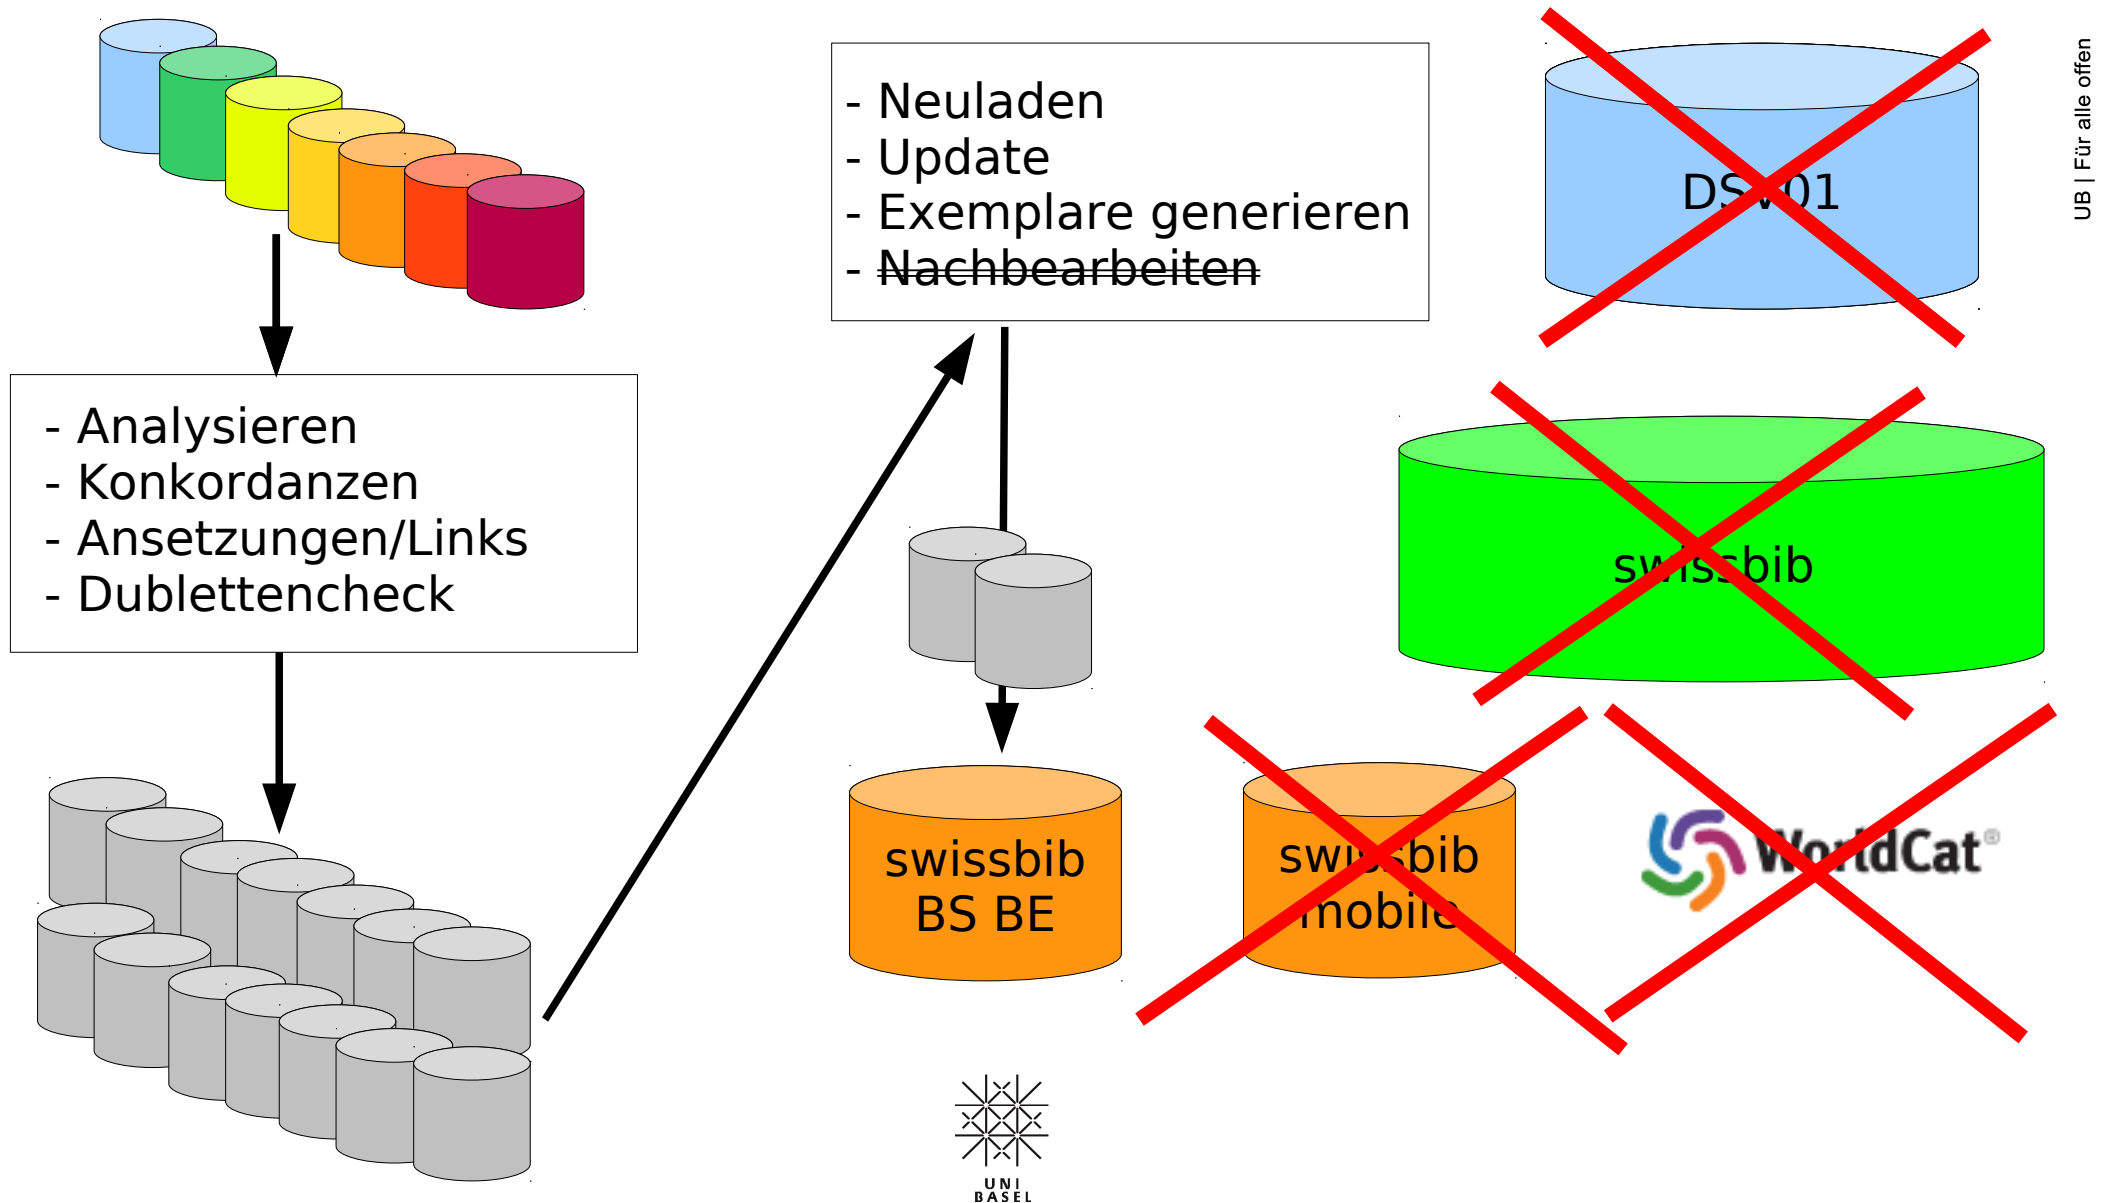 - Analysieren
- Konkordanzen
- Ansetzungen/Links
- Dublettencheck
- Neuladen
- Update
- Exemplare generieren
- Nachbearbeiten
DSV01
swissbib
swissbib
BS BE
swissbib
mobile
WorldCat®
UB | Für alle offen
UNI
BASEL